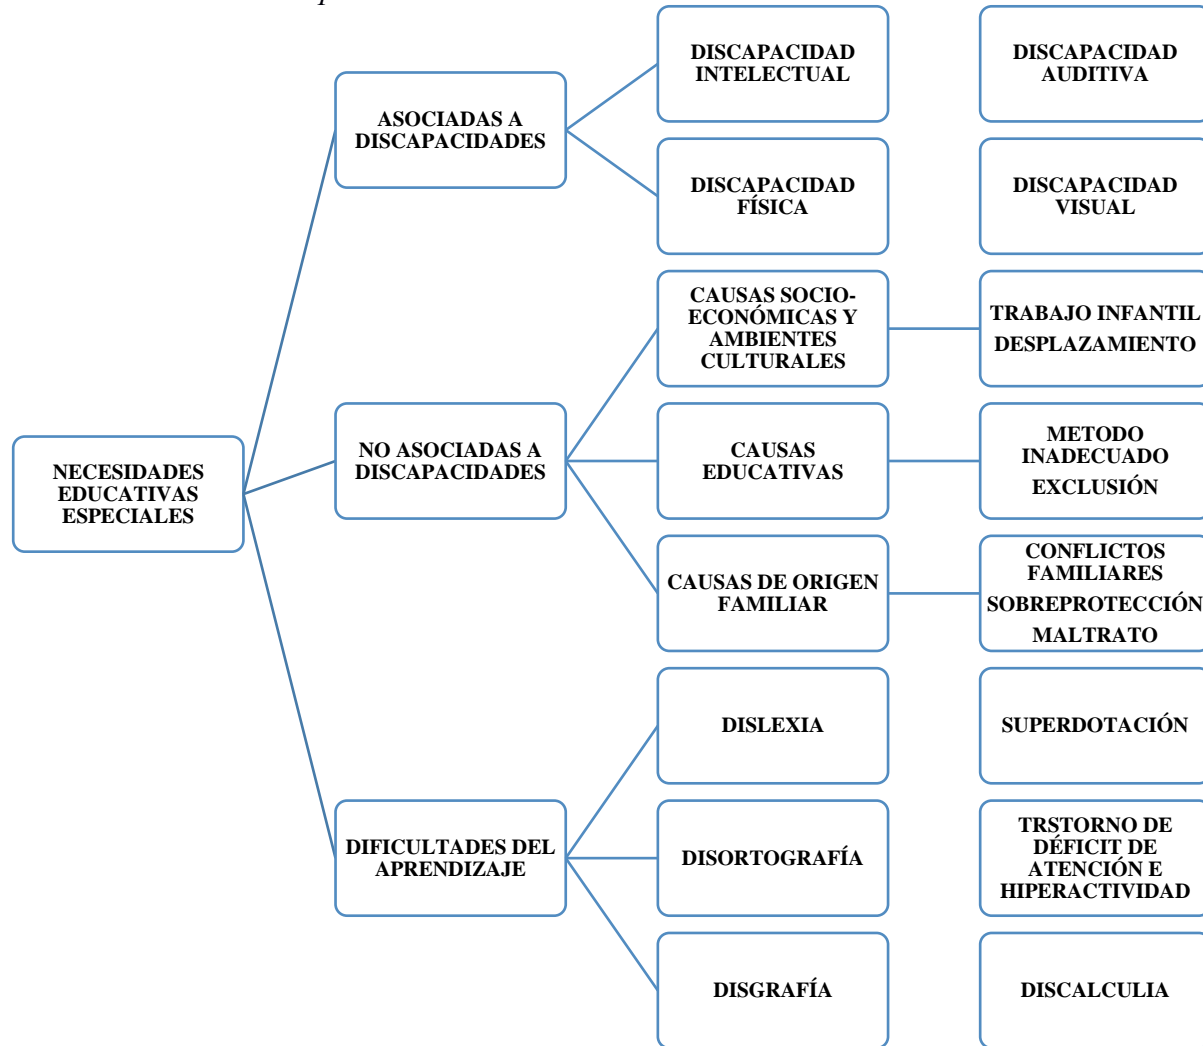 DISCAPACIDAD
INTELECTUAL
DISCAPACIDAD
AUDITIVA
ASOCIADAS A
DISCAPACIDADES
DISCAPACIDAD
FÍSICA
DISCAPACIDAD
VISUAL
CAUSAS SOCIO-
ECONÓMICAS Y
AMBIENTES
CULTURALES
TRABAJO INFANTIL
DESPLAZAMIENTO
NECESIDADES
EDUCATIVAS
ESPECIALES
NO ASOCIADAS A
DISCAPACIDADES
CAUSAS
EDUCATIVAS
METODO
INADECUADO
EXCLUSIÓN
CAUSAS DE ORIGEN
FAMILIAR
CONFLICTOS
FAMILIARES
SOBREPROTECCIÓN
MALTRATO
DISLEXIA
SUPERDOTACIÓN
DIFICULTADES DEL
APRENDIZAJE
DISORTOGRAFÍA
TRSTORNO DE
DÉFICIT DE
ATENCIÓN E
HIPERACTIVIDAD
DISGRAFÍA
DISCALCULIA